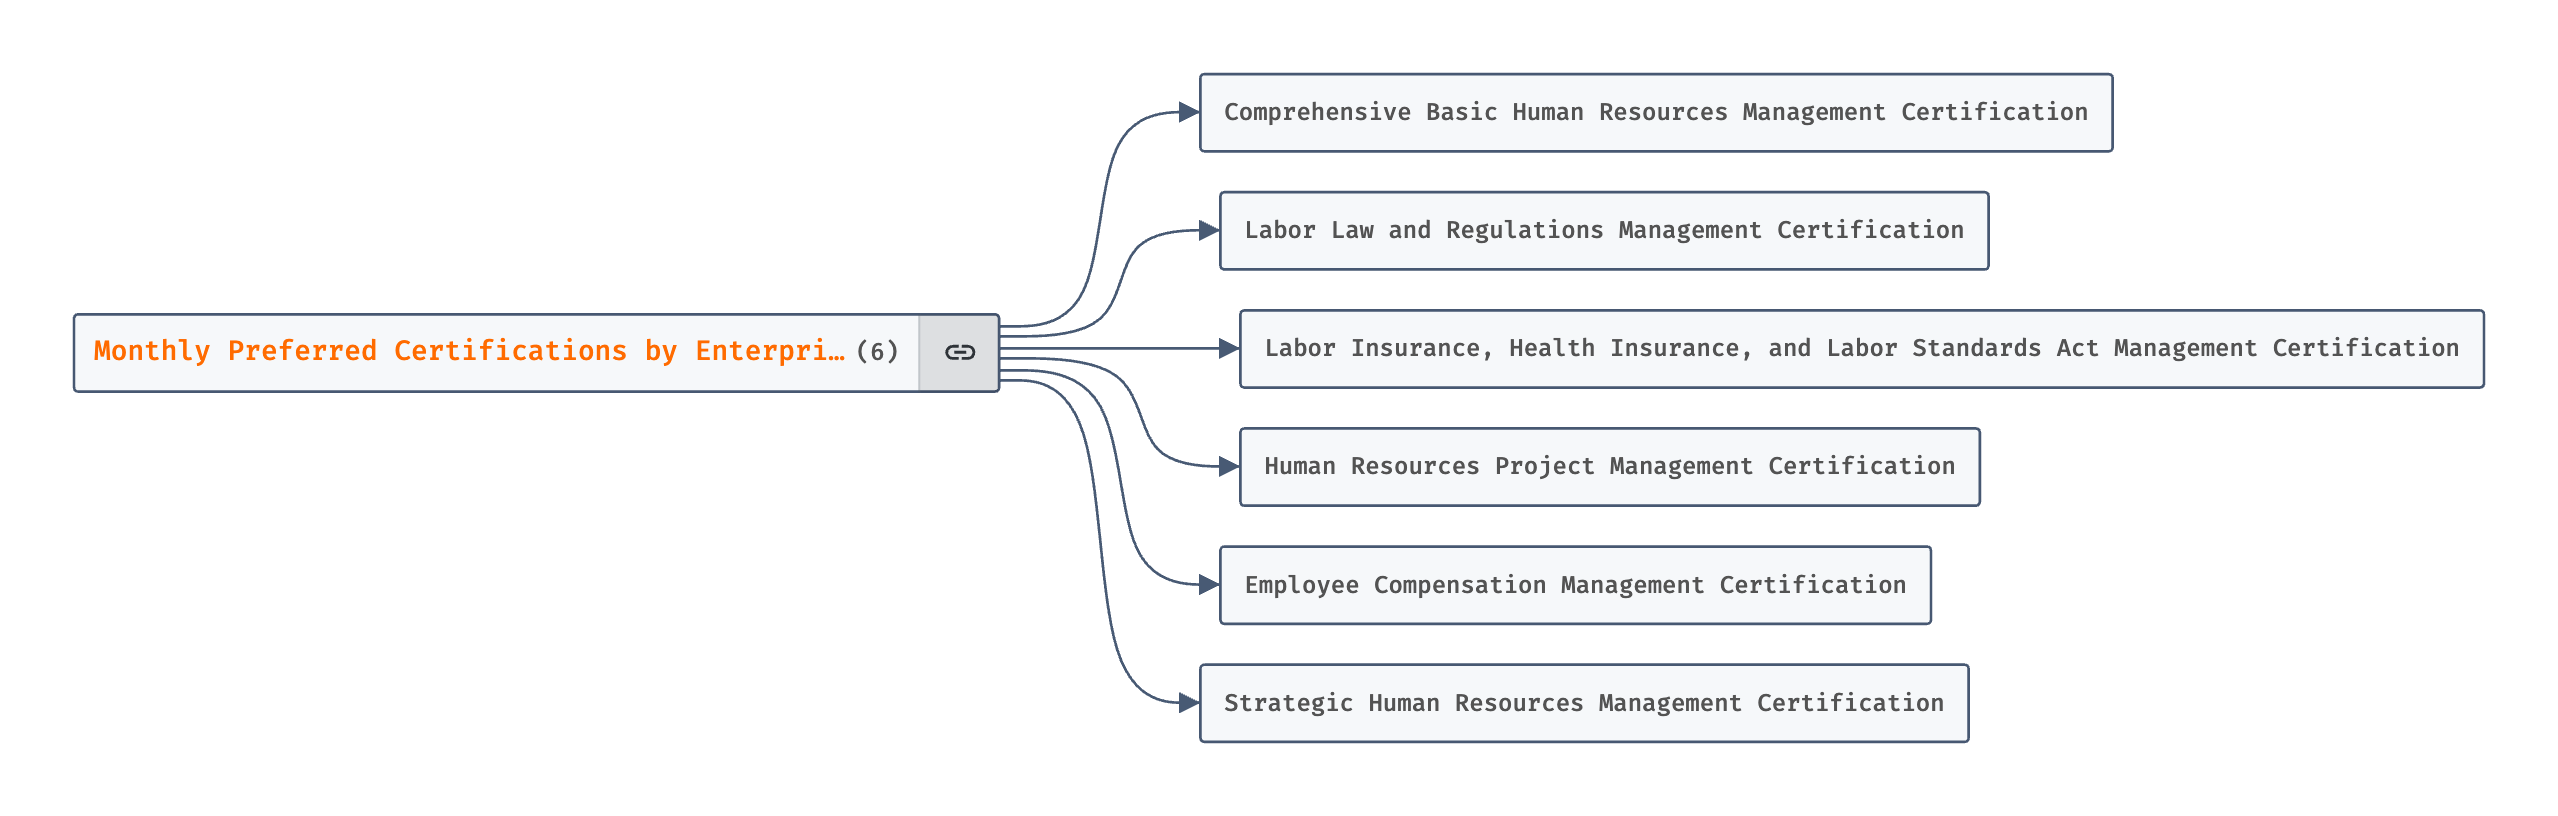 Comprehensive Basic Human Resources Management Certification
Labor Law and Regulations Management Certification
Monthly Preferred Certifications by Enterpri… (6)
Labor Insurance, Health Insurance, and Labor Standards Act Management Certification
Human Resources Project Management Certification
Employee Compensation Management Certification
Strategic Human Resources Management Certification